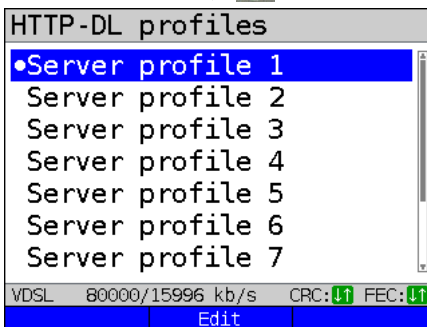 HTTP-DL profiles
•Server profile 1
Server profile 2
Server profile 3
Server profile 4
Server profile 5
Server profile 6
Server profile 7
VDSL 80000/15996 kb/s CRC:↓↑ FEC:↓↑
Edit